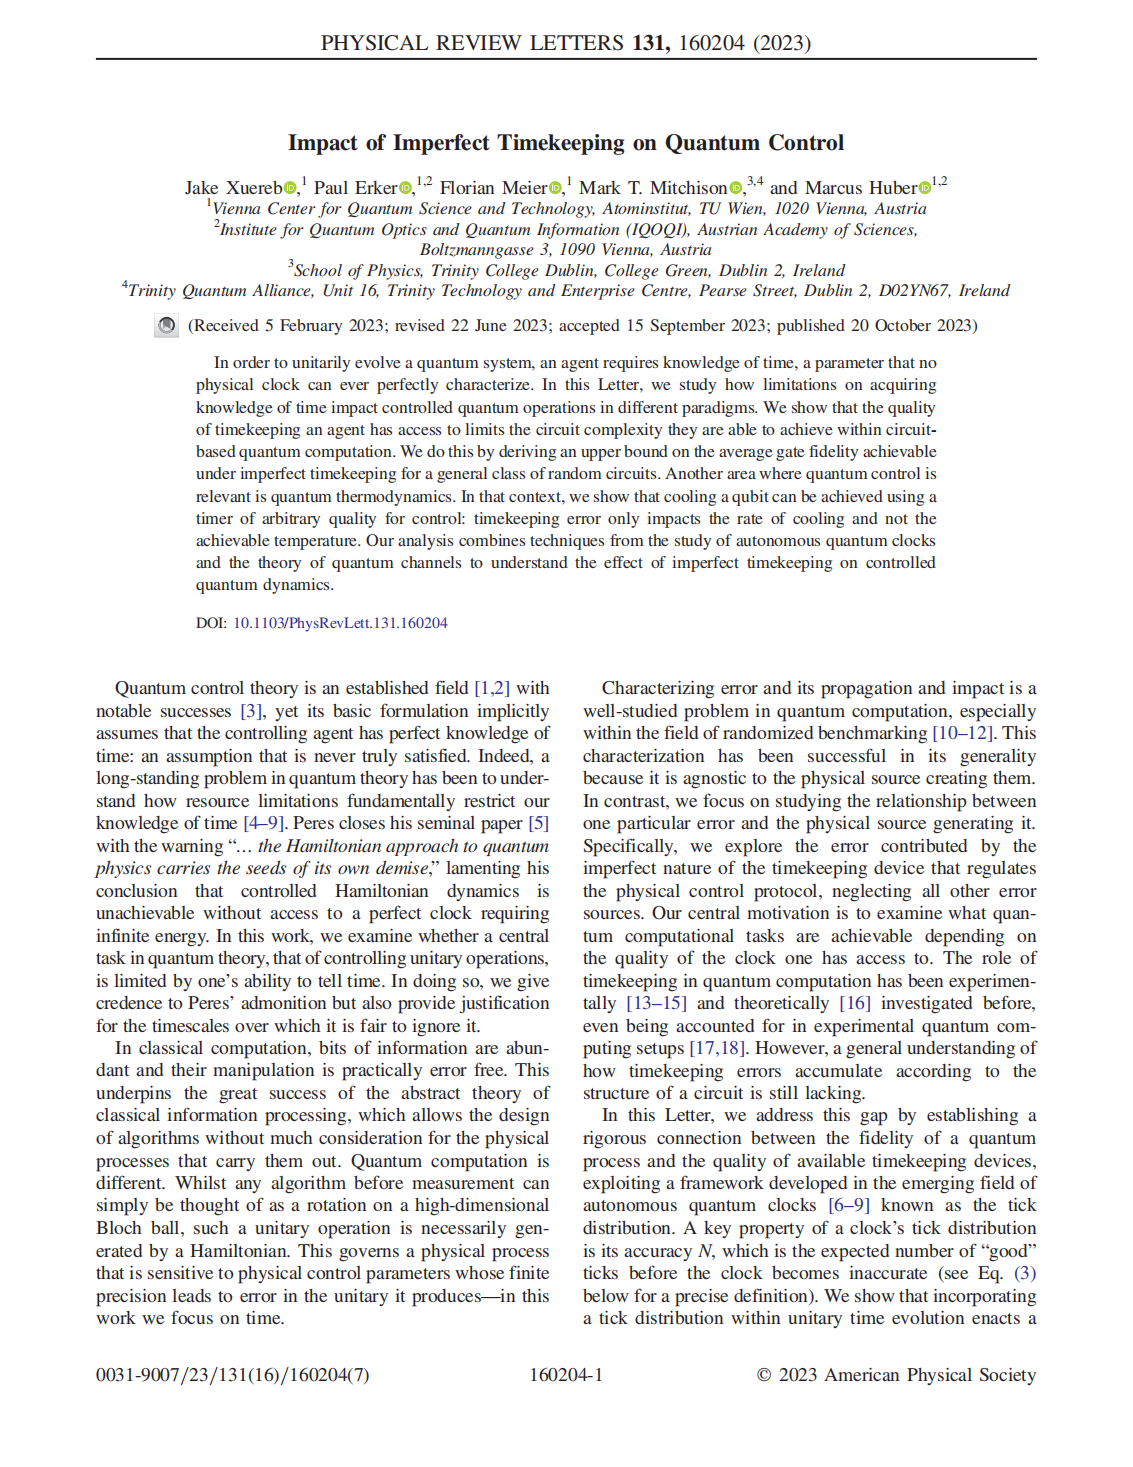 PHYSICAL REVIEW LETTERS 131, 160204 (2023)
Impact of Imperfect Timekeeping on Quantum Control
Jake Xuereb,1 Paul Erker,1,2 Florian Meier,1 Mark T. Mitchison,3,4 and Marcus Huber1,2
1Vienna Center for Quantum Science and Technology, Atominstitut, TU Wien, 1020 Vienna, Austria
2Institute for Quantum Optics and Quantum Information (IQOQI), Austrian Academy of Sciences,
Boltzmanngasse 3, 1090 Vienna, Austria
3School of Physics, Trinity College Dublin, College Green, Dublin 2, Ireland
4Trinity Quantum Alliance, Unit 16, Trinity Technology and Enterprise Centre, Pearse Street, Dublin 2, D02YN67, Ireland
(Received 5 February 2023; revised 22 June 2023; accepted 15 September 2023; published 20 October 2023)
In order to unitarily evolve a quantum system, an agent requires knowledge of time, a parameter that no
physical clock can ever perfectly characterize. In this Letter, we study how limitations on acquiring
knowledge of time impact controlled quantum operations in different paradigms. We show that the quality
of timekeeping an agent has access to limits the circuit complexity they are able to achieve within circuit-
based quantum computation. We do this by deriving an upper bound on the average gate fidelity achievable
under imperfect timekeeping for a general class of random circuits. Another area where quantum control is
relevant is quantum thermodynamics. In that context, we show that cooling a qubit can be achieved using a
timer of arbitrary quality for control: timekeeping error only impacts the rate of cooling and not the
achievable temperature. Our analysis combines techniques from the study of autonomous quantum clocks
and the theory of quantum channels to understand the effect of imperfect timekeeping on controlled
quantum dynamics.
DOI: 10.1103/PhysRevLett.131.160204
Quantum control theory is an established field [1,2] with
notable successes [3], yet its basic formulation implicitly
assumes that the controlling agent has perfect knowledge of
time: an assumption that is never truly satisfied. Indeed, a
long-standing problem in quantum theory has been to under-
stand how resource limitations fundamentally restrict our
knowledge of time [4–9]. Peres closes his seminal paper [5]
with the warning “… the Hamiltonian approach to quantum
physics carries the seeds of its own demise,” lamenting his
conclusion that controlled Hamiltonian dynamics is
unachievable without access to a perfect clock requiring
infinite energy. In this work, we examine whether a central
task in quantum theory, that of controlling unitary operations,
is limited by one’s ability to tell time. In doing so, we give
credence to Peres’ admonition but also provide justification
for the timescales over which it is fair to ignore it.
In classical computation, bits of information are abun-
dant and their manipulation is practically error free. This
underpins the great success of the abstract theory of
classical information processing, which allows the design
of algorithms without much consideration for the physical
processes that carry them out. Quantum computation is
different. Whilst any algorithm before measurement can
simply be thought of as a rotation on a high-dimensional
Bloch ball, such a unitary operation is necessarily gen-
erated by a Hamiltonian. This governs a physical process
that is sensitive to physical control parameters whose finite
precision leads to error in the unitary it produces—in this
work we focus on time.
Characterizing error and its propagation and impact is a
well-studied problem in quantum computation, especially
within the field of randomized benchmarking [10–12]. This
characterization has been successful in its generality
because it is agnostic to the physical source creating them.
In contrast, we focus on studying the relationship between
one particular error and the physical source generating it.
Specifically, we explore the error contributed by the
imperfect nature of the timekeeping device that regulates
the physical control protocol, neglecting all other error
sources. Our central motivation is to examine what quan-
tum computational tasks are achievable depending on
the quality of the clock one has access to. The role of
timekeeping in quantum computation has been experimen-
tally [13–15] and theoretically [16] investigated before,
even being accounted for in experimental quantum com-
puting setups [17,18]. However, a general understanding of
how timekeeping errors accumulate according to the
structure of a circuit is still lacking.
In this Letter, we address this gap by establishing a
rigorous connection between the fidelity of a quantum
process and the quality of available timekeeping devices,
exploiting a framework developed in the emerging field of
autonomous quantum clocks [6–9] known as the tick
distribution. A key property of a clock’s tick distribution
is its accuracy N, which is the expected number of “good”
ticks before the clock becomes inaccurate (see Eq. (3)
below for a precise definition). We show that incorporating
a tick distribution within unitary time evolution enacts a
0031-9007/23/131(16)/160204(7)
160204-1
© 2023 American Physical Society